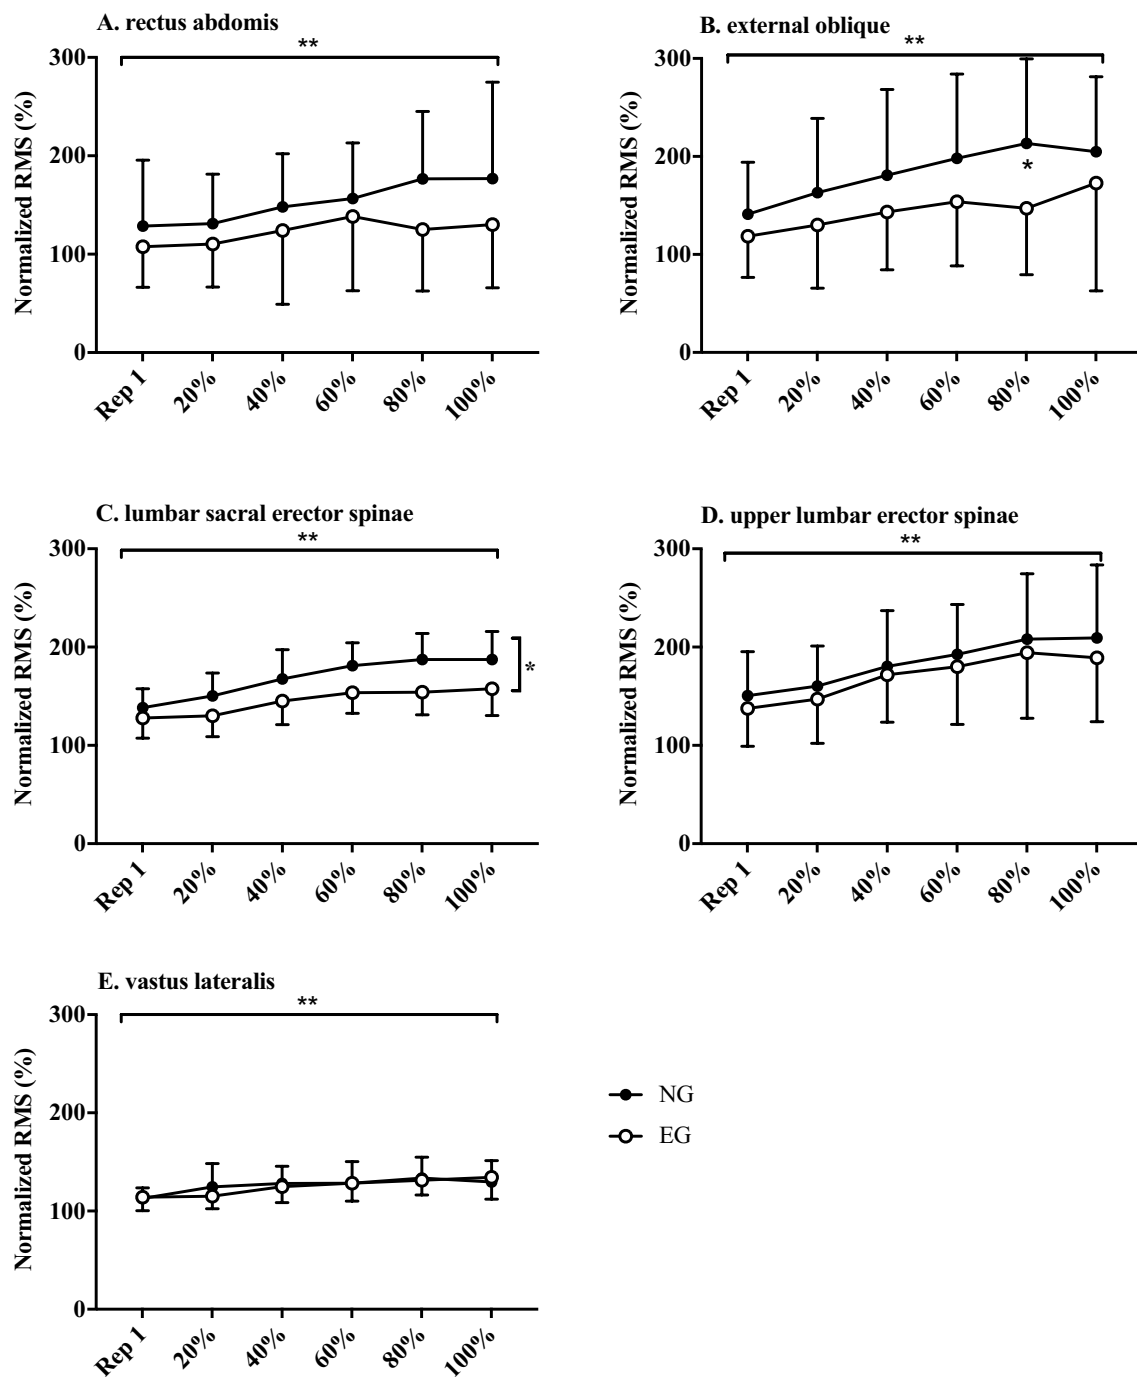 A. rectus abdomis
**
Normalized RMS (%)
300
200
100
0
Rep 1 20% 40% 60% 80% 100%
B. external oblique
**
Normalized RMS (%)
300
200
100
0
*
Rep 1 20% 40% 60% 80% 100%
C. lumbar sacral erector spinae
**
Normalized RMS (%)
300
200
100
0
*
Rep 1 20% 40% 60% 80% 100%
D. upper lumbar erector spinae
**
Normalized RMS (%)
300
200
100
0
Rep 1 20% 40% 60% 80% 100%
E. vastus lateralis
**
Normalized RMS (%)
300
200
100
0
Rep 1 20% 40% 60% 80% 100%
NG
EG